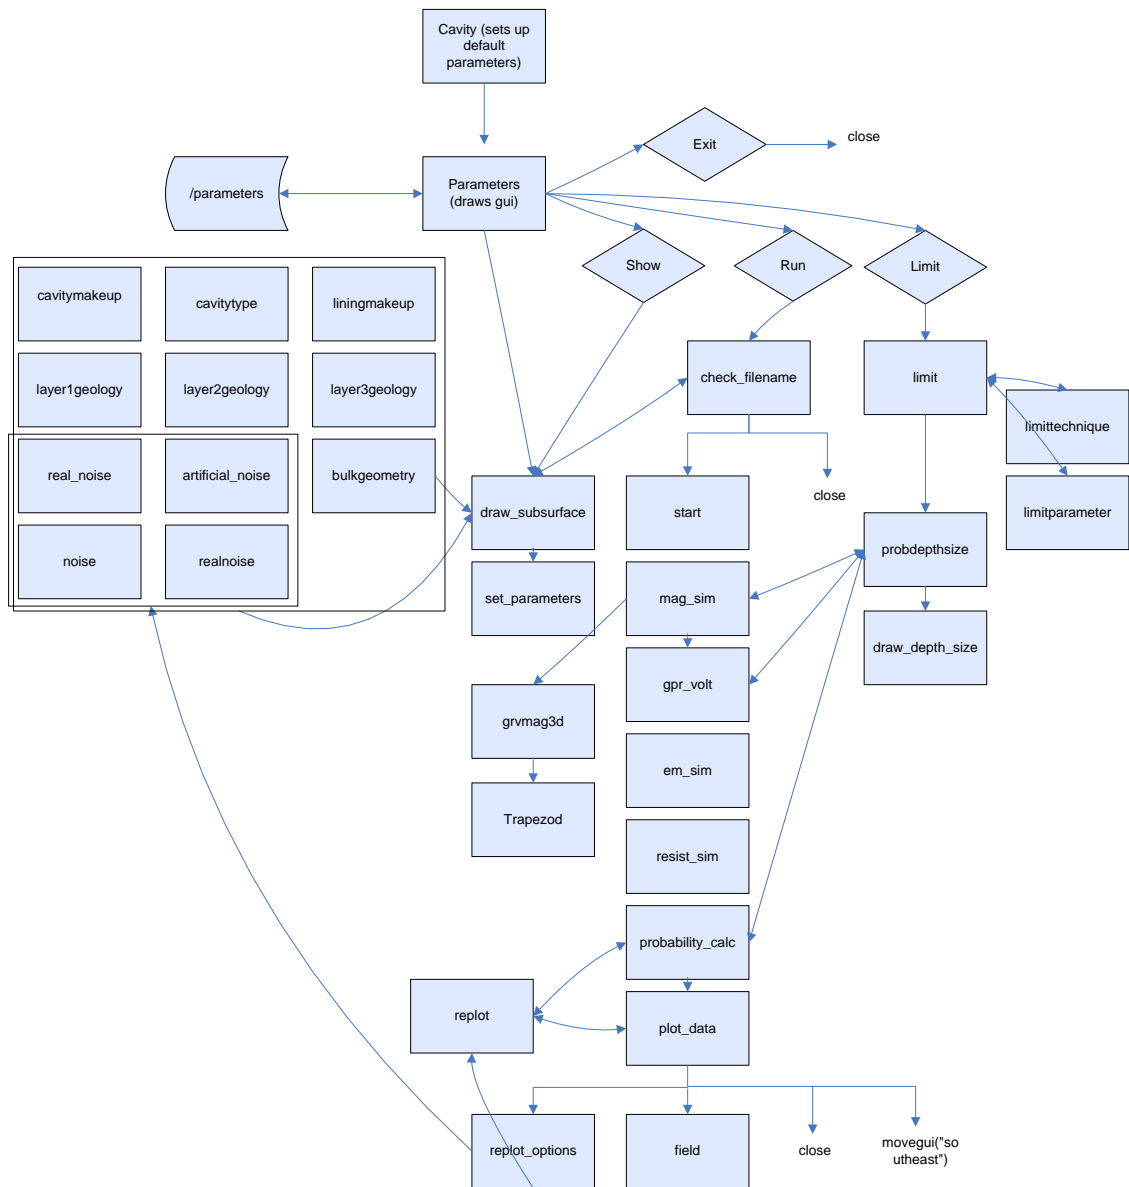 Cavity (sets up
default
parameters)
Exit
close
/parameters
Parameters
(draws gui)
Show
Run
Limit
cavitymakeup
cavitytype
liningmakeup
layer1geology
layer2geology
layer3geology
check_filename
limit
limittechnique
real_noise
artificial_noise
bulkgeometry
draw_subsurface
start
close
limitparameter
noise
realnoise
set_parameters
mag_sim
probdepthsize
draw_depth_size
gpr_volt
grvmag3d
em_sim
Trapezod
resist_sim
probability_calc
replot
plot_data
replot_options
field
close
movegui("so
utheast")